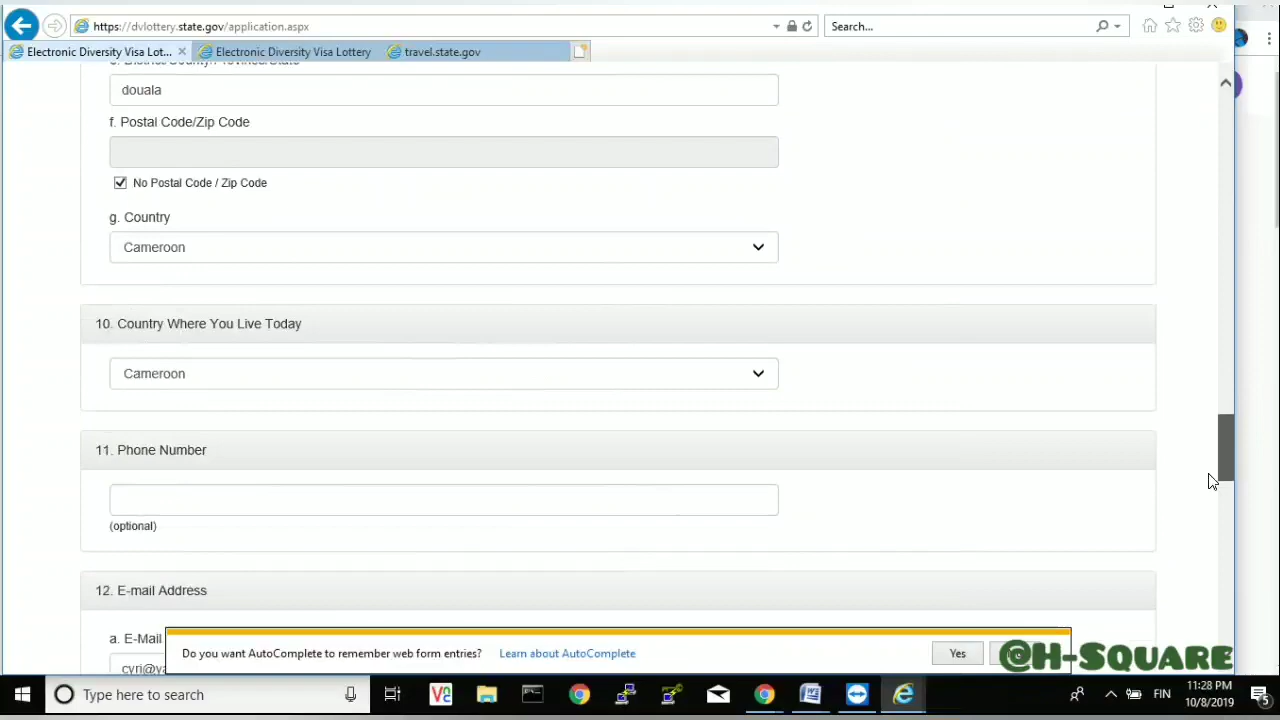 https://dvlottery.state.gov/application.aspx
Search...
Electronic Diversity Visa Lot...
Electronic Diversity Visa Lottery
travel.state.gov
douala
f. Postal Code/Zip Code
No Postal Code / Zip Code
g. Country
Cameroon
10. Country Where You Live Today
Cameroon
11. Phone Number
(optional)
12. E-mail Address
a. E-Mail
Do you want AutoComplete to remember web form entries?
Learn about AutoComplete
Yes
@H-Square
Type here to search
FIN
11:28 PM
10/8/2019
5